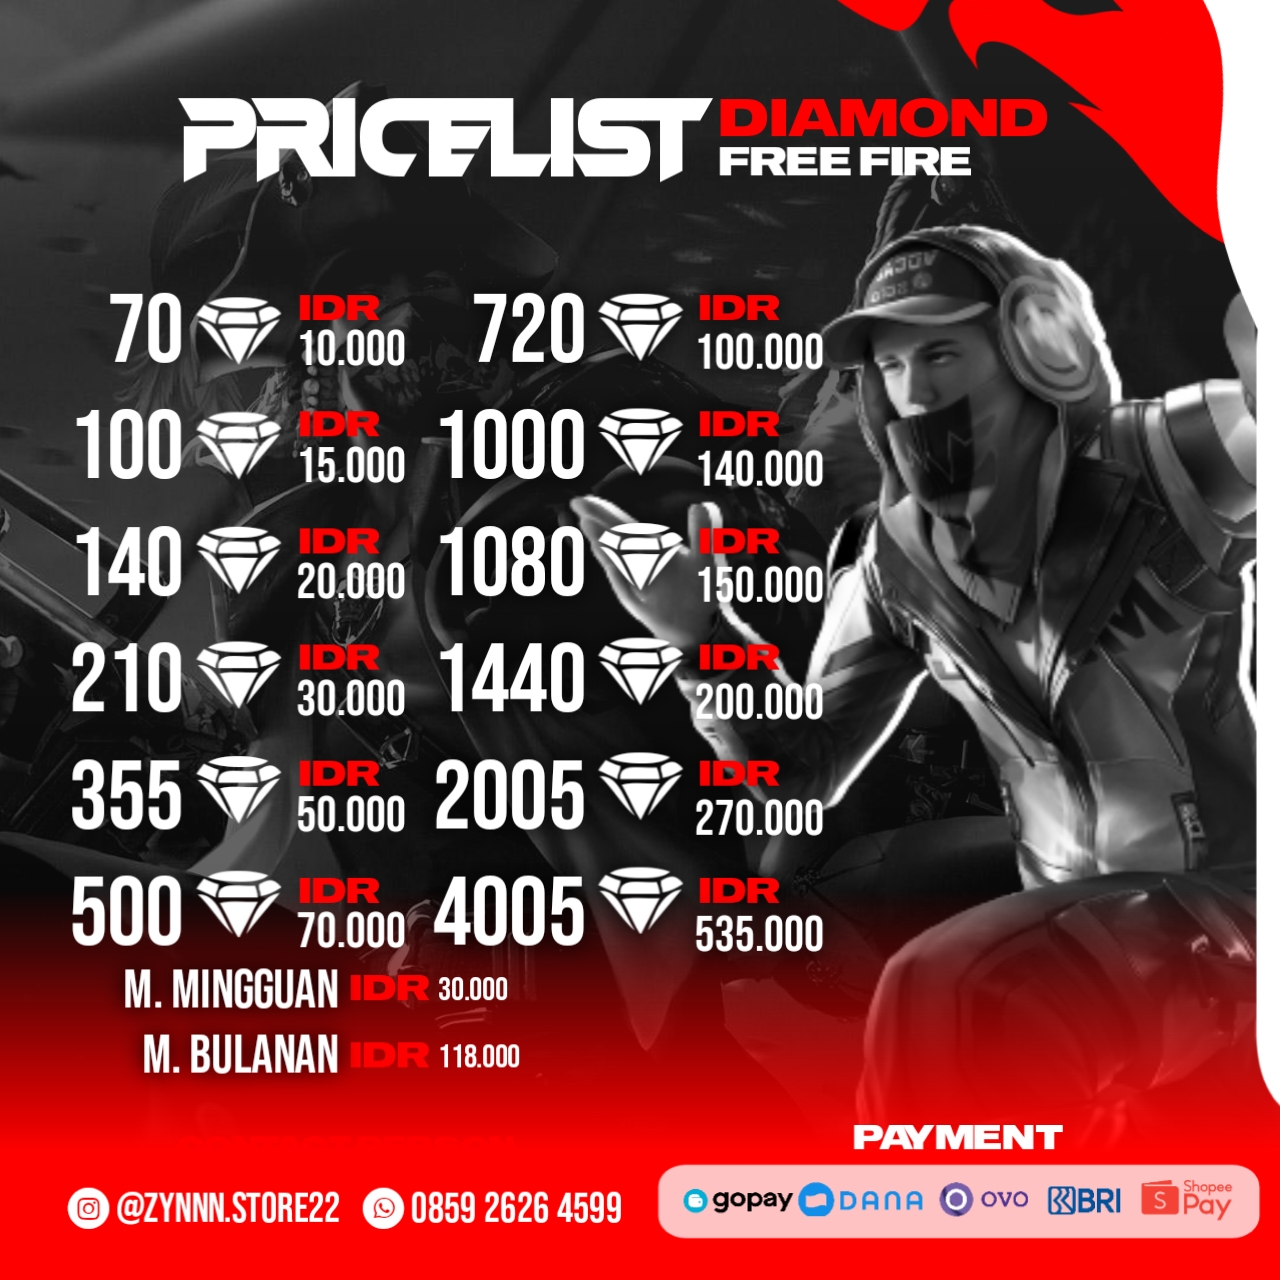 PRICELIST DIAMOND
FREE FIRE
70 IDR 10.000
720 IDR 100.000
100 IDR 15.000
1000 IDR 140.000
140 IDR 20.000
1080 IDR 150.000
210 IDR 30.000
1440 IDR 200.000
355 IDR 50.000
2005 IDR 270.000
500 IDR 70.000
4005 IDR 535.000
M. MINGGUAN IDR 30.000
M. BULANAN IDR 118.000
PAYMENT
@ZYNNN.STORE22 0859 2626 4599
gopay DANA OVO BRI S Shopee Pay